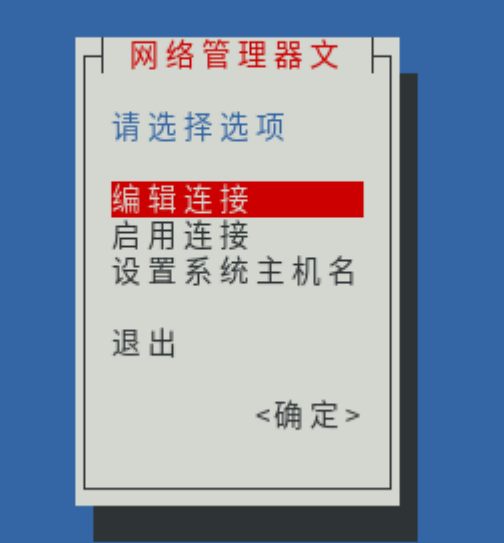 网络管理器文
请选择选项
编辑连接
启用连接
设置系统主机名
退出
<确定>